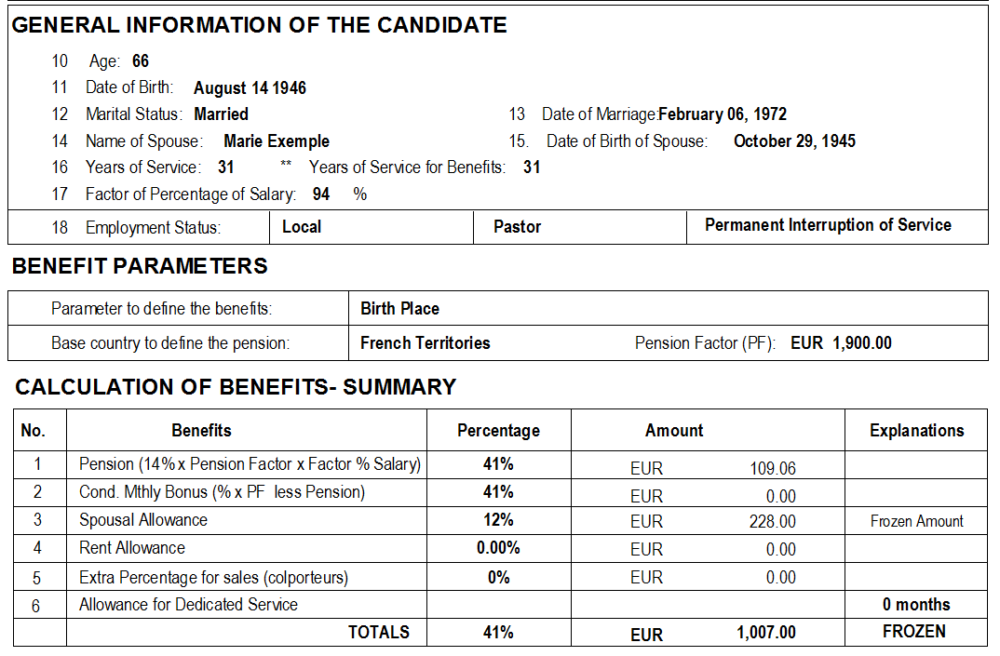 GENERAL INFORMATION OF THE CANDIDATE
10 Age: 66
11 Date of Birth: August 14 1946
12 Marital Status: Married 13 Date of Marriage:February 06, 1972
14 Name of Spouse: Marie Exemple 15. Date of Birth of Spouse: October 29, 1945
16 Years of Service: 31 ** Years of Service for Benefits: 31
17 Factor of Percentage of Salary: 94 %
18 Employment Status: Local Pastor Permanent Interruption of Service
BENEFIT PARAMETERS
Parameter to define the benefits: Birth Place
Base country to define the pension: French Territories Pension Factor (PF): EUR 1,900.00
CALCULATION OF BENEFITS- SUMMARY
No. Benefits Percentage Amount Explanations
1 Pension (14% x Pension Factor x Factor % Salary) 41% EUR 109.06
2 Cond. Mthly Bonus (% x PF less Pension) 41% EUR 0.00
3 Spousal Allowance 12% EUR 228.00 Frozen Amount
4 Rent Allowance 0.00% EUR 0.00
5 Extra Percentage for sales (colporteurs) 0% EUR 0.00
6 Allowance for Dedicated Service 0 months
TOTALS 41% EUR 1,007.00 FROZEN